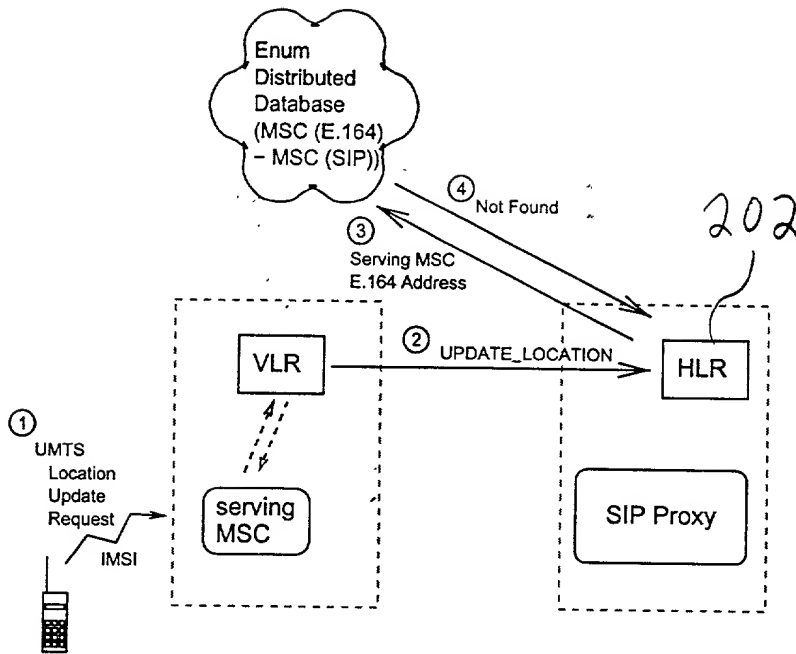 Enum
Distributed
Database
(MSC (E.164)
– MSC (SIP))
④
Not Found
202
③
Serving MSC
E.164 Address
②
UPDATE_LOCATION
VLR
HLR
①
UMTS
Location
Update
Request
IMSI
serving
MSC
SIP Proxy